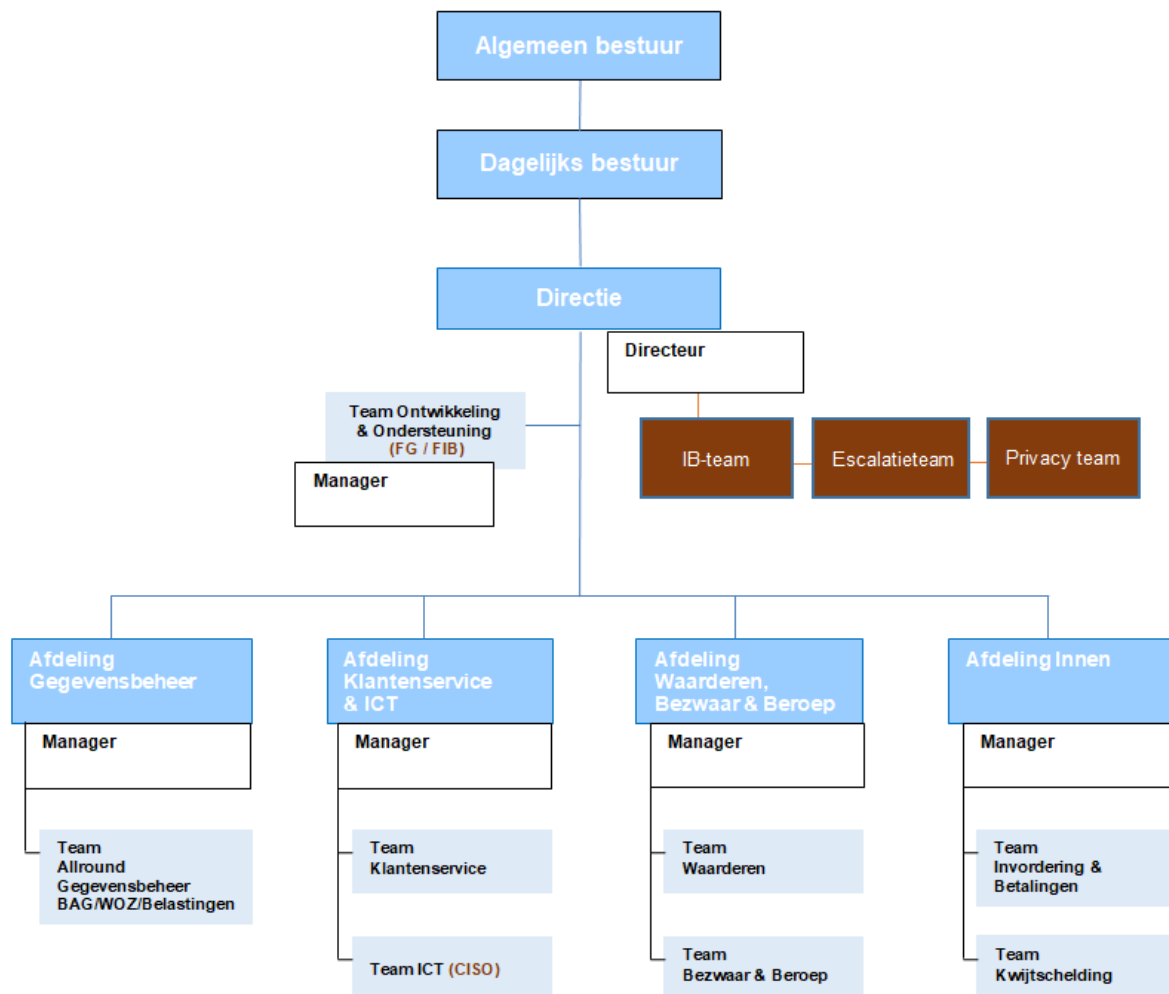 Algemeen bestuur
Dagelijks bestuur
Directie
Directeur
Team Ontwikkeling
& Ondersteuning
(FG / FIB)
Manager
IB-team
Escalatieteam
Privacy team
Afdeling
Gegevensbeheer
Manager
Team
Allround
Gegevensbeheer
BAG/WOZ/Belastingen
Afdeling
Klantenservice
& ICT
Manager
Team
Klantenservice
Team ICT (CISO)
Afdeling
Waarderen,
Bezwaar & Beroep
Manager
Team
Waarderen
Team
Bezwaar & Beroep
Afdeling Innen
Manager
Team
Invordering &
Betalingen
Team
Kwijtschelding